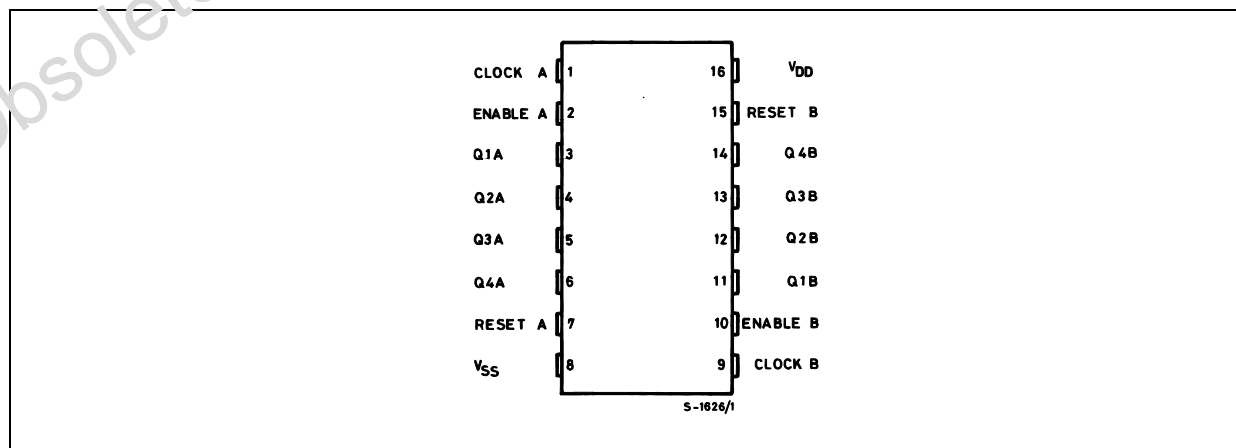 obsolete
CLOCK A 1 16 VDD
ENABLE A 2 15 RESET B
Q1A 3 14 Q4B
Q2A 4 13 Q3B
Q3A 5 12 Q2B
Q4A 6 11 Q1B
RESET A 7 10 ENABLE B
VSS 8 9 CLOCK B
S-1626/1